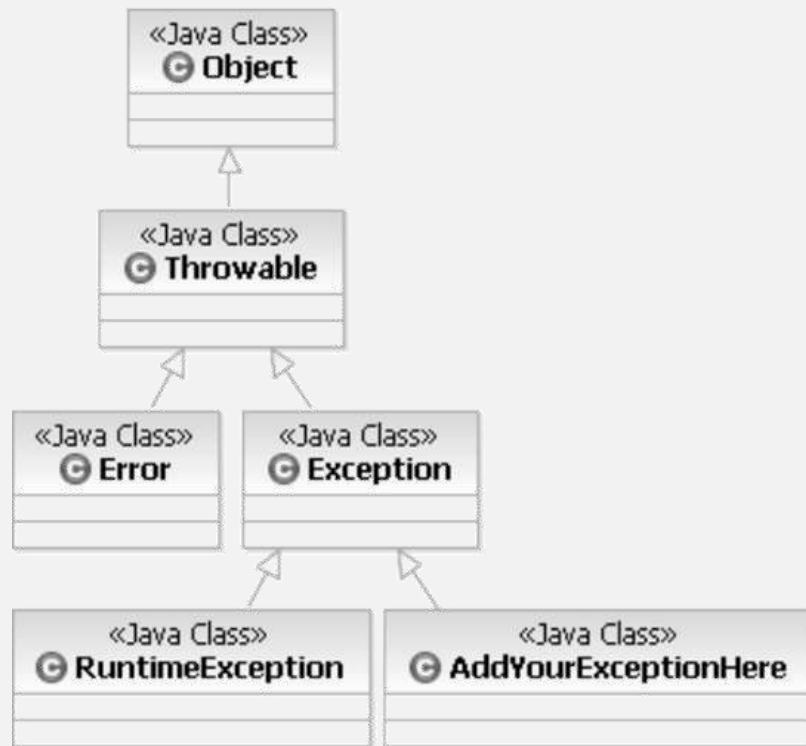 «Java Class»
C Object
«Java Class»
C Throwable
«Java Class»
C Error
«Java Class»
C Exception
«Java Class»
C RuntimeException
«Java Class»
C AddYourExceptionHere